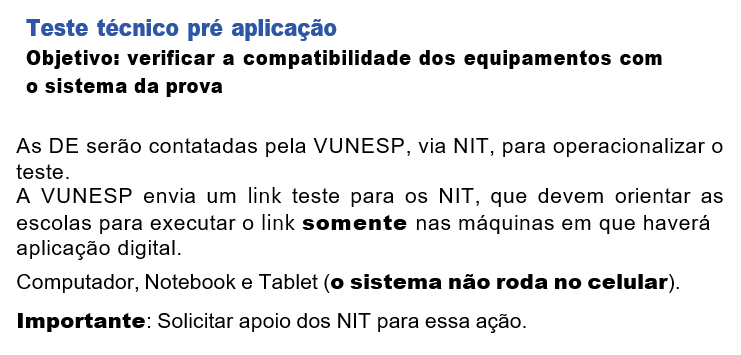 Teste técnico pré aplicação
Objetivo: verificar a compatibilidade dos equipamentos com
o sistema da prova
As DE serão contatadas pela VUNESP, via NIT, para operacionalizar o
teste.
A VUNESP envia um link teste para os NIT, que devem orientar as
escolas para executar o link somente nas máquinas em que haverá
aplicação digital.
Computador, Notebook e Tablet (o sistema não roda no celular).
Importante: Solicitar apoio dos NIT para essa ação.